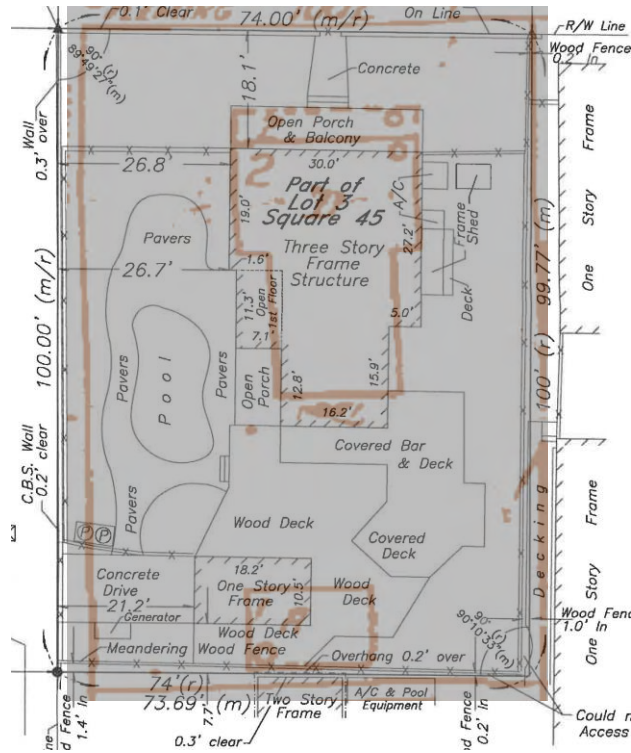 0.1' Clear
74.00' (m/r)
On Line
R/W Line
Wood Fence
0.2' In
90° (r)
89°49'27"(m)
Wall
0.3' over
18.1'
Concrete
Open Porch
& Balcony
26.8'
30.0'
Part of
Lot 3
Square 45
19.0'
A/C
27.2'
Frame
Shed
Deck
Three Story
Frame
Structure
Pavers
26.7'
1.6'
11.3'
Open
1st Floor
7.1'
5.0'
One Story Frame
99.77' (m)
100' (r)
100.00' (m/r)
Pool
Pavers
Pavers
Open
Porch
12.8'
15.9'
16.2'
Covered Bar
& Deck
C.B.S. Wall
0.2' clear
Pavers
P P
Wood Deck
Covered
Deck
Decking
One Story Frame
Concrete
Drive
18.2'
One Story
Frame
10.5'
Wood
Deck
21.2'
Generator
Wood Deck
Meandering Wood Fence
Overhang 0.2' over
90° (r)
90°10'33"(m)
Wood Fenc
1.0' In
74'(r)
73.69' (m)
7.7'
Two Story
Frame
A/C & Pool
Equipment
0.3' clear
d Fence
1.4' In
d Fence
0.2' In
Could n
Access